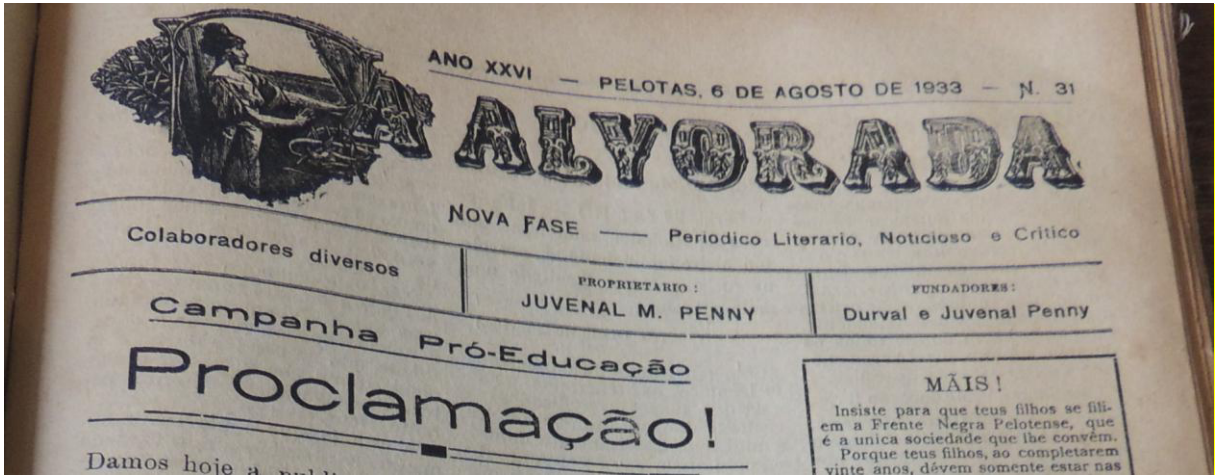 ANO XXVI — PELOTAS, 6 DE AGOSTO DE 1933 — N. 31
A ALVORADA
NOVA FASE — Periodico Literario, Noticioso e Critico
Colaboradores diversos
PROPRIETARIO:
JUVENAL M. PENNY
FUNDADORES:
Durval e Juvenal Penny
Campanha Pró-Educação
Proclamação!
Damos hoje a
MÃIS!
Insiste para que teus filhos se fili-
em a Frente Negra Pelotense, que
é a unica sociedade que lhe convêm.
Porque teus filhos, ao completarem
vinte anos, dévem somente estar nas